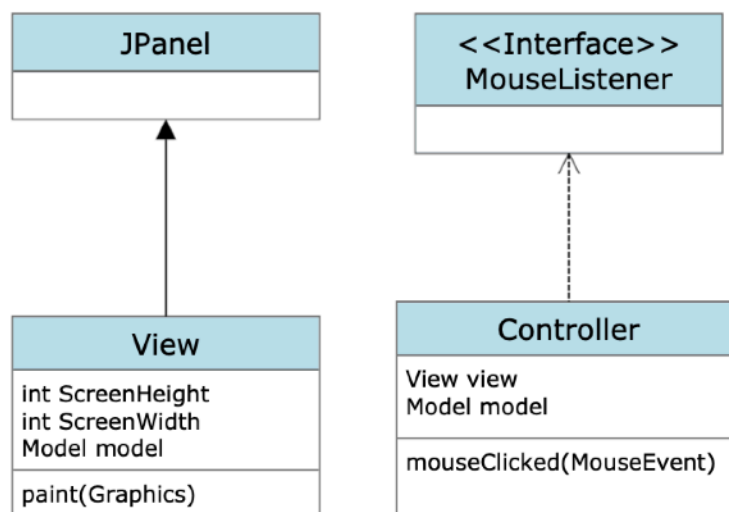 JPanel
<<Interface>>
MouseListener
View
int ScreenHeight
int ScreenWidth
Model model
paint(Graphics)
Controller
View view
Model model
mouseClicked(MouseEvent)